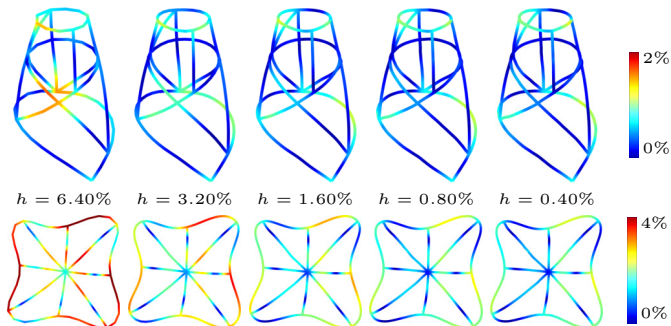 2%
0%
h = 6.40% h = 3.20% h = 1.60% h = 0.80% h = 0.40%
4%
0%